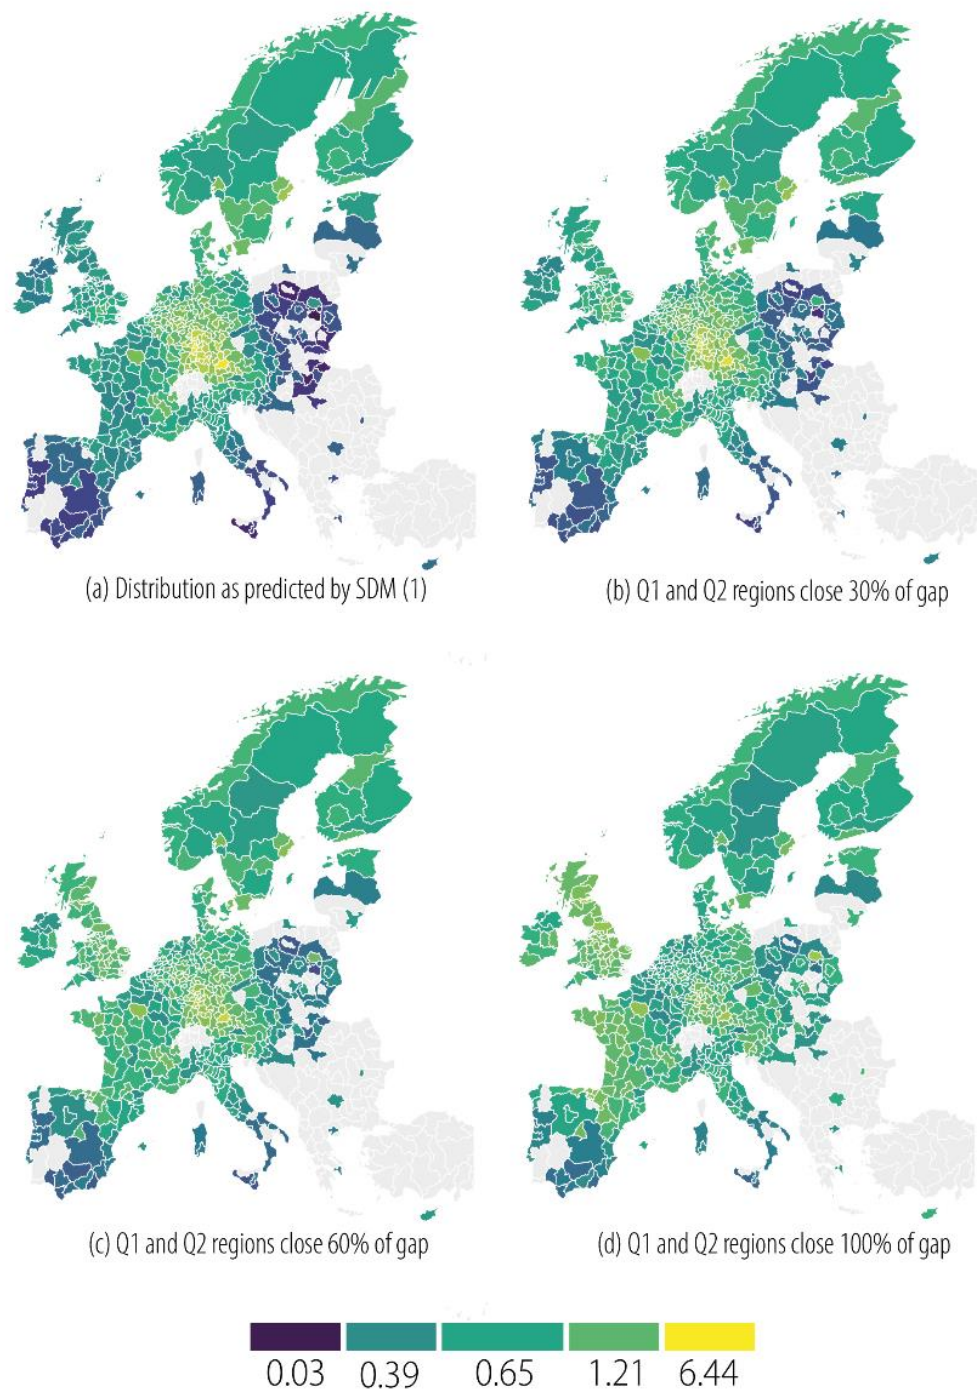 (a) Distribution as predicted by SDM (1)
(b) Q1 and Q2 regions close 30% of gap
(c) Q1 and Q2 regions close 60% of gap
(d) Q1 and Q2 regions close 100% of gap
0.03 0.39 0.65 1.21 6.44